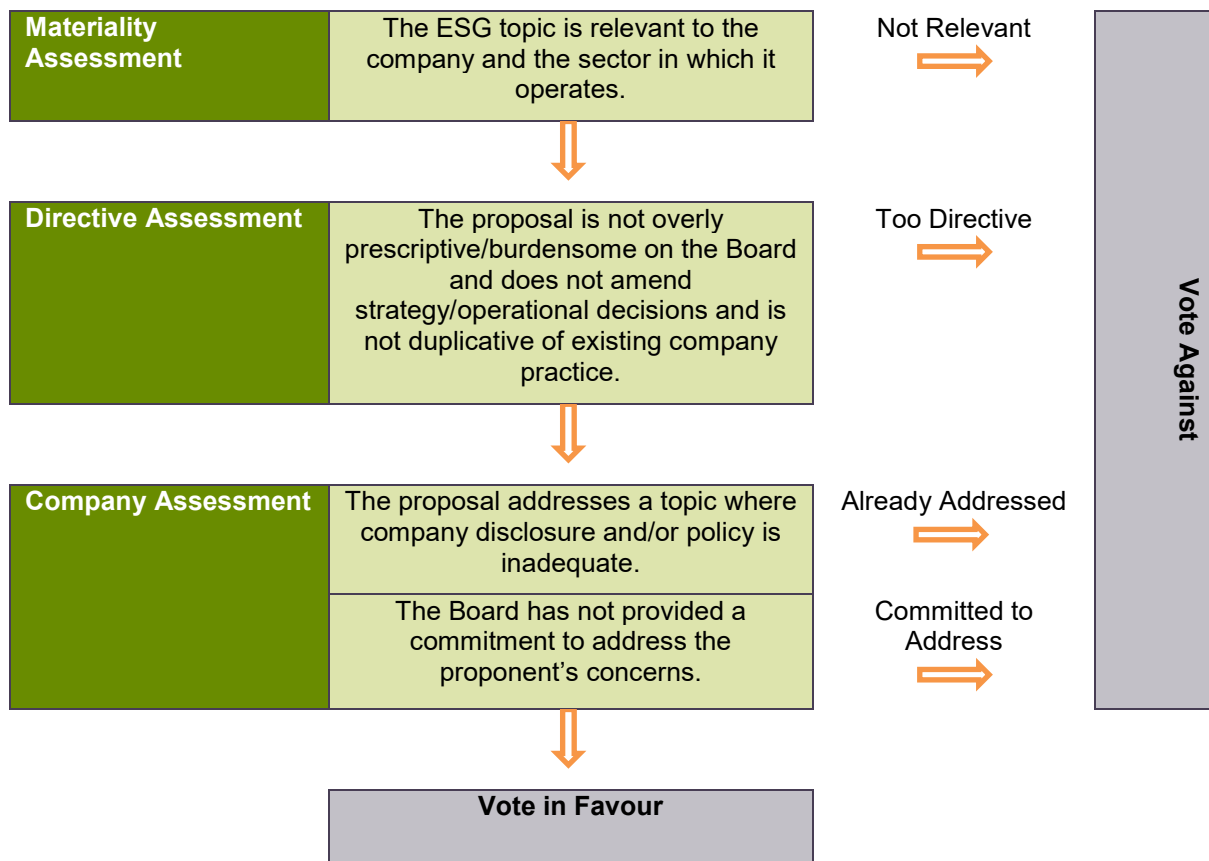 Materiality
Assessment
The ESG topic is relevant to the
company and the sector in which it
operates.
Not Relevant
Directive Assessment
The proposal is not overly
prescriptive/burdensome on the Board
and does not amend
strategy/operational decisions and is
not duplicative of existing company
practice.
Too Directive
Vote Against
Company Assessment
The proposal addresses a topic where
company disclosure and/or policy is
inadequate.
Already Addressed
The Board has not provided a
commitment to address the
proponent’s concerns.
Committed to
Address
Vote in Favour